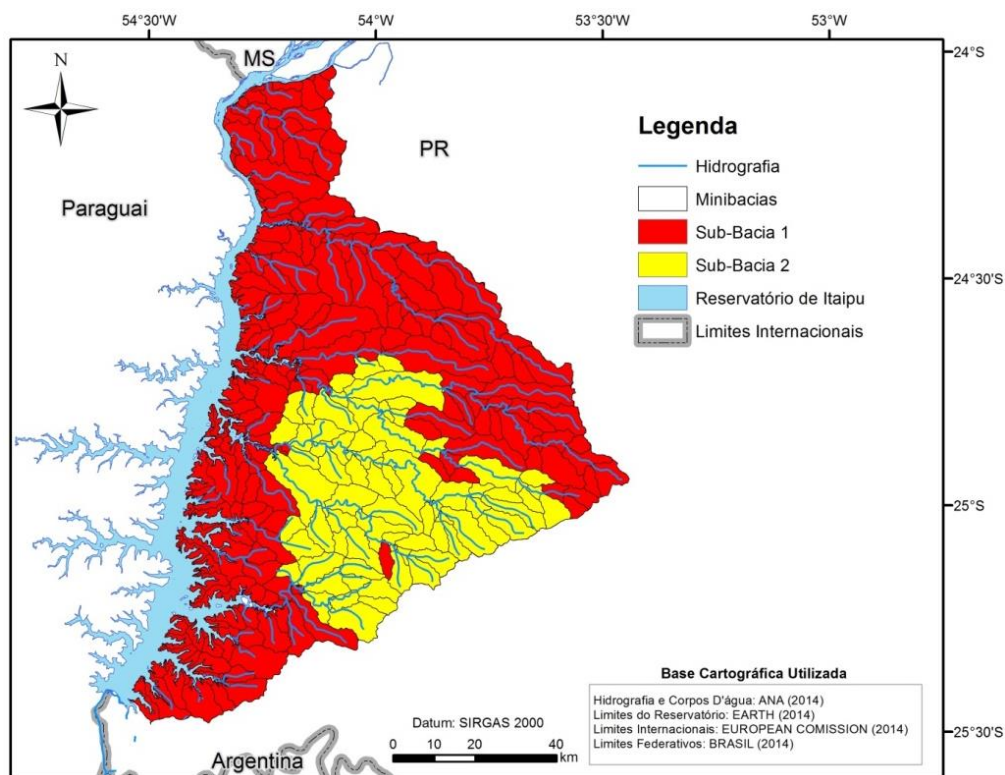 54°30'W 54°W 53°30'W 53°W
MS
24°S
N
PR
Legenda
Hidrografia
Minibacias
Sub-Bacia 1
Sub-Bacia 2
Reservatório de Itaipu
Limites Internacionais
Paraguai
24°30'S
25°S
Base Cartográfica Utilizada
Hidrografia e Corpos D'água: ANA (2014)
Limites do Reservatório: EARTH (2014)
Limites Internacionais: EUROPEAN COMISSION (2014)
Limites Federativos: BRASIL (2014)
Datum: SIRGAS 2000
0 10 20 40
km
25°30'S
Argentina